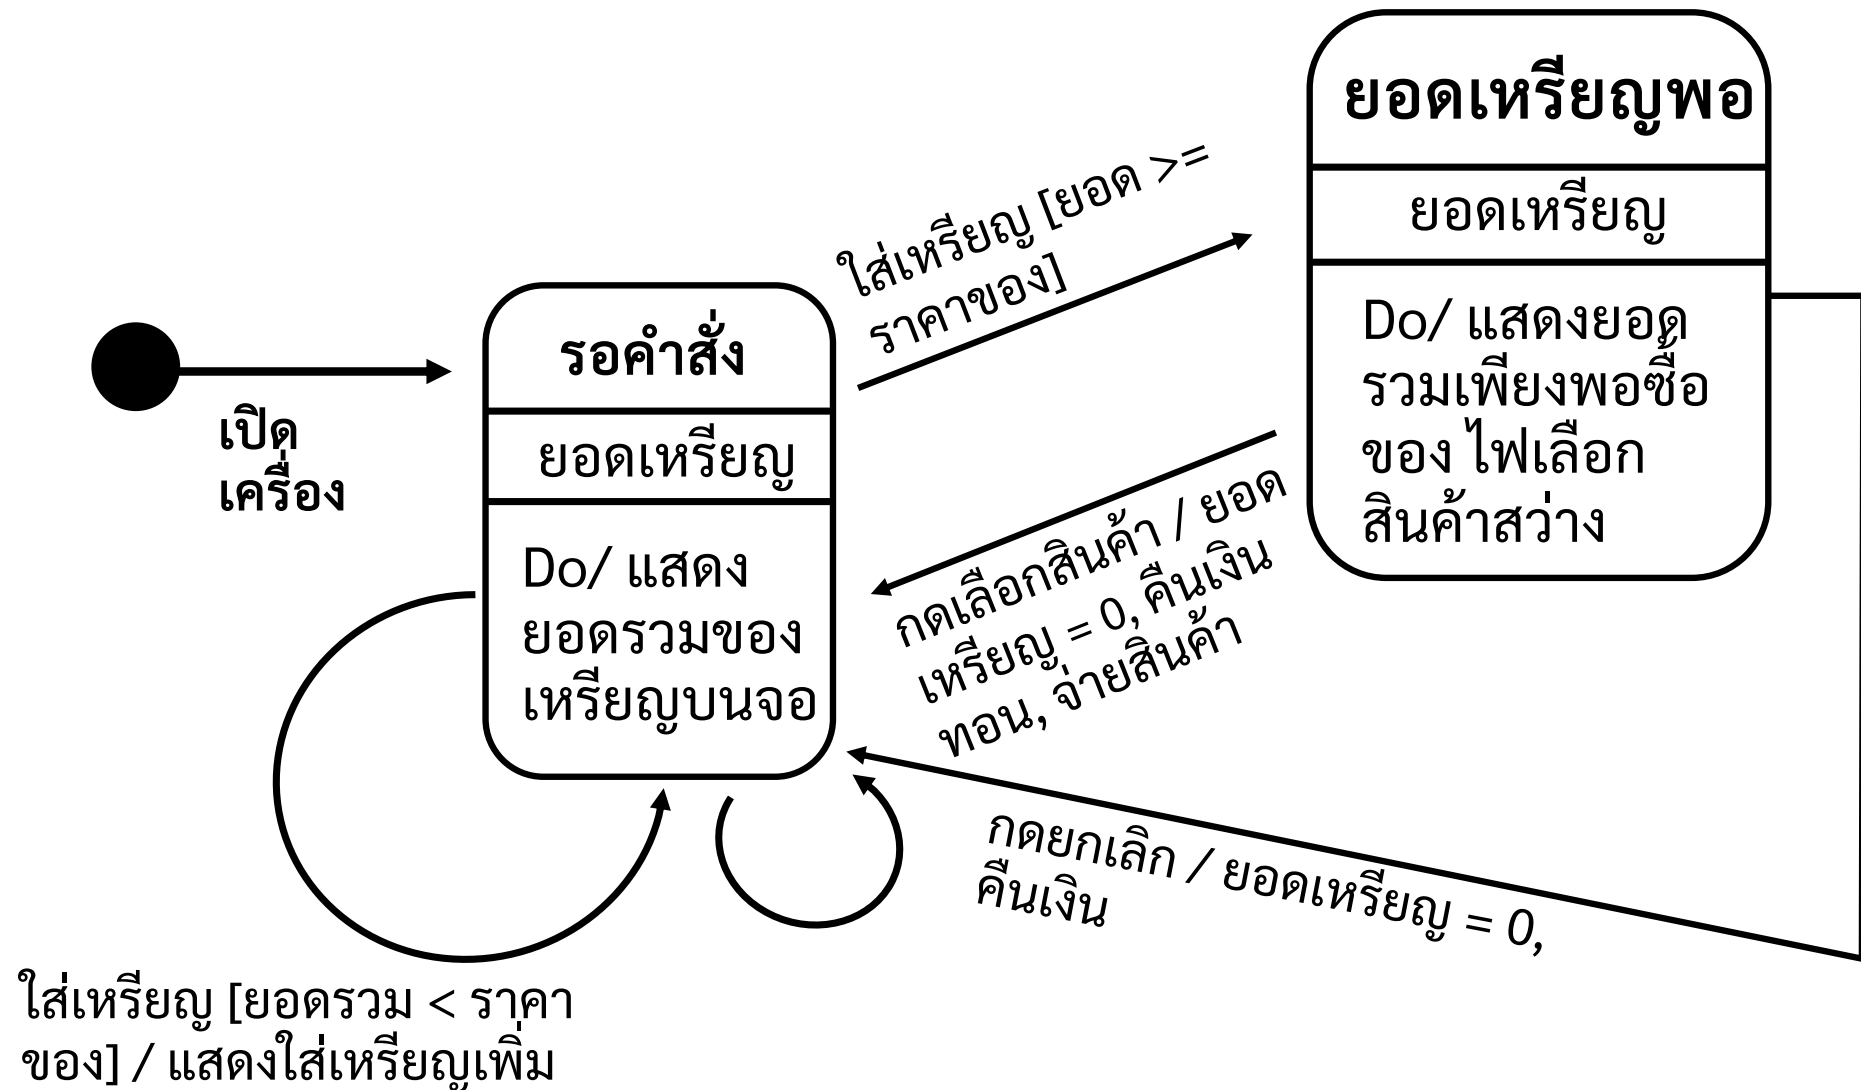 ยอดเหรียญพอ
ยอดเหรียญ
Do/ แสดงยอด
รวมเพียงพอซื้อ
ของ ไฟเลือก
สินค้าสว่าง
ใส่เหรียญ [ยอด >=
ราคาของ]
เปิด
เครื่อง
รอคำสั่ง
ยอดเหรียญ
Do/ แสดง
ยอดรวมของ
เหรียญบนจอ
กดเลือกสินค้า / ยอด
เหรียญ = 0, คืนเงิน
ทอน, จ่ายสินค้า
กดยกเลิก / ยอดเหรียญ = 0,
คืนเงิน
ใส่เหรียญ [ยอดรวม < ราคา
ของ] / แสดงใส่เหรียญเพิ่ม